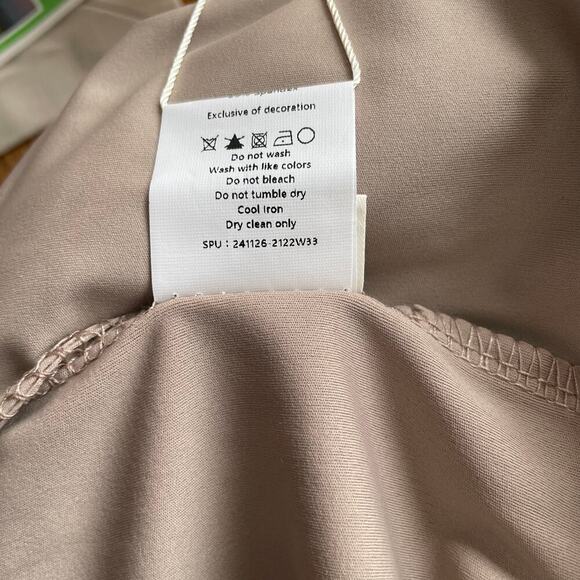 Exclusive of decoration
Do not wash
Wash with like colors
Do not bleach
Do not tumble dry
Cool Iron
Dry clean only
SPU : 241126-2122W33